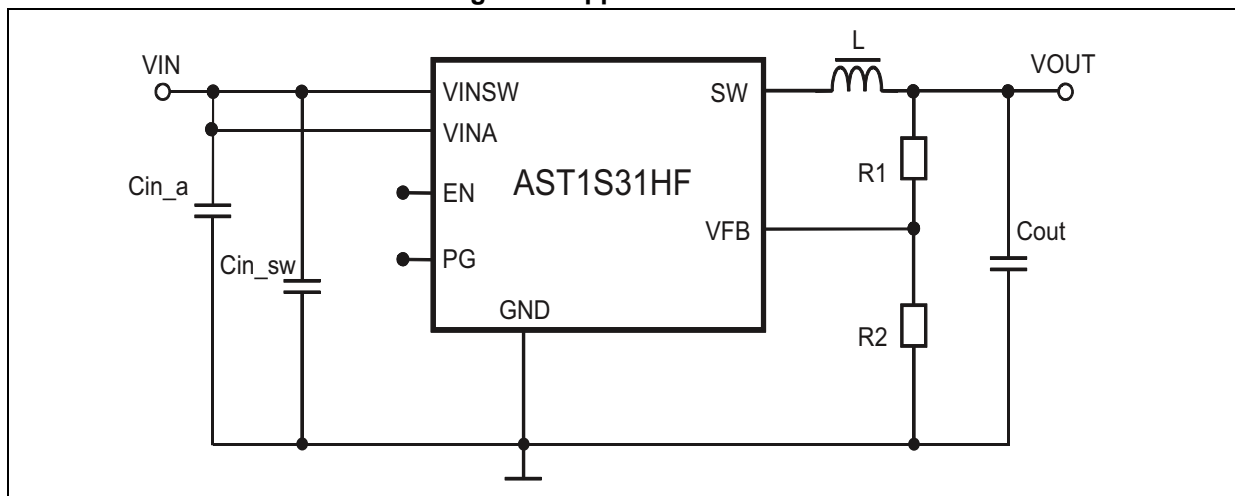 VIN
VINSW
VINA
EN
PG
GND
SW
VFB
AST1S31HF
L
VOUT
R1
R2
Cout
Cin_a
Cin_sw